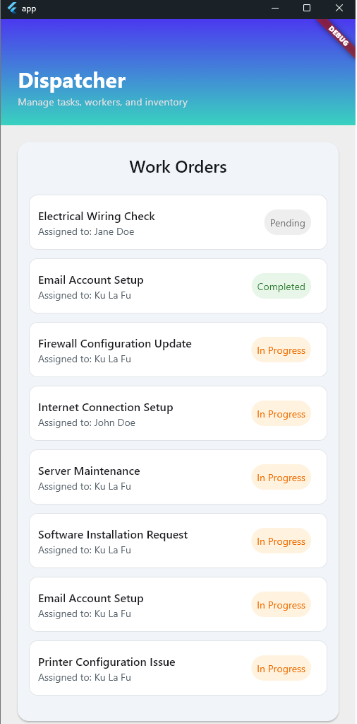 app
DEBUG
Dispatcher
Manage tasks, workers, and inventory
Work Orders
Electrical Wiring Check
Assigned to: Jane Doe
Pending
Email Account Setup
Assigned to: Ku La Fu
Completed
Firewall Configuration Update
Assigned to: Ku La Fu
In Progress
Internet Connection Setup
Assigned to: John Doe
In Progress
Server Maintenance
Assigned to: Ku La Fu
In Progress
Software Installation Request
Assigned to: Ku La Fu
In Progress
Email Account Setup
Assigned to: Ku La Fu
In Progress
Printer Configuration Issue
Assigned to: Ku La Fu
In Progress